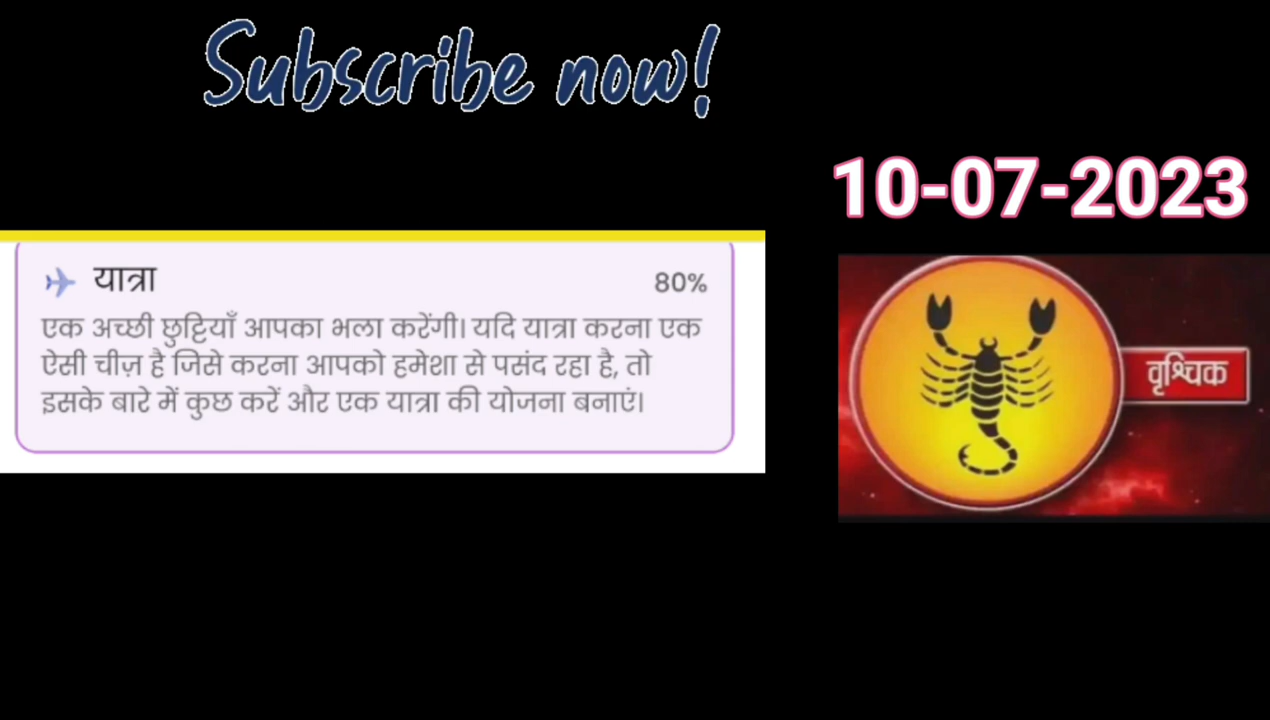 Subscribe now!
10-07-2023
यात्रा 80%
एक अच्छी छुट्टियाँ आपका भला करेंगी। यदि यात्रा करना एक
ऐसी चीज़ है जिसे करना आपको हमेशा से पसंद रहा है, तो
इसके बारे में कुछ करें और एक यात्रा की योजना बनाएं।
वृश्चिक